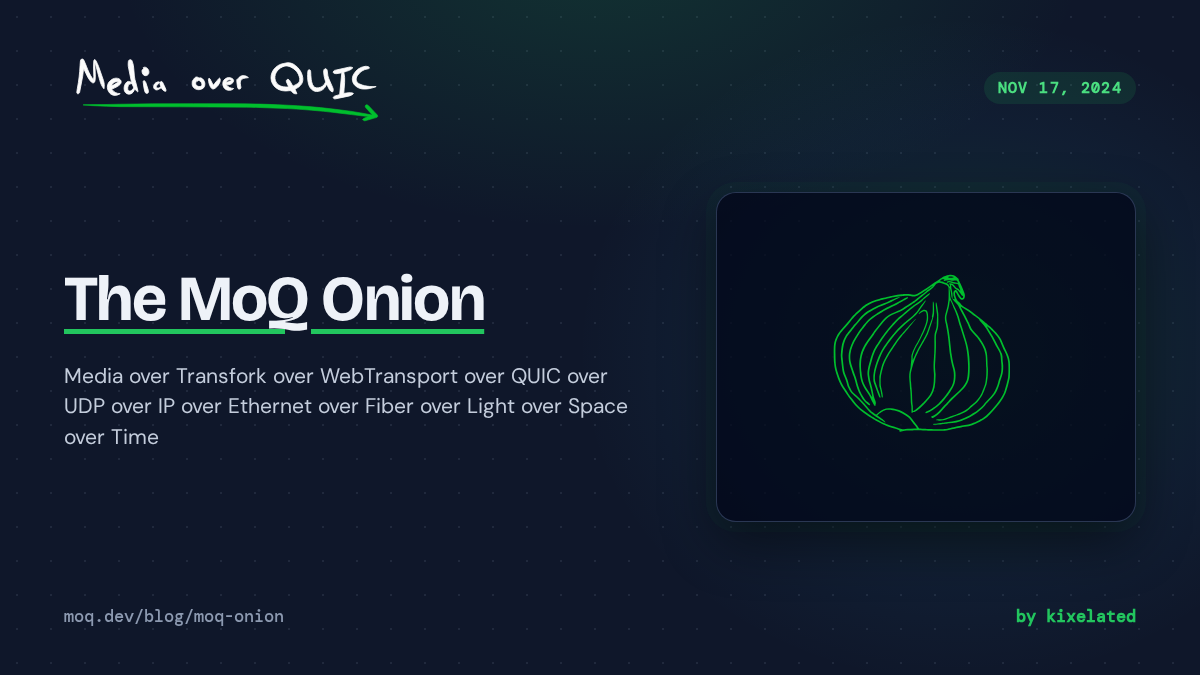 Media over QUIC
NOV 17, 2024
The MoQ Onion
Media over Transfork over WebTransport over QUIC over
UDP over IP over Ethernet over Fiber over Light over Space
over Time
moq.dev/blog/moq-onion
by kixelated